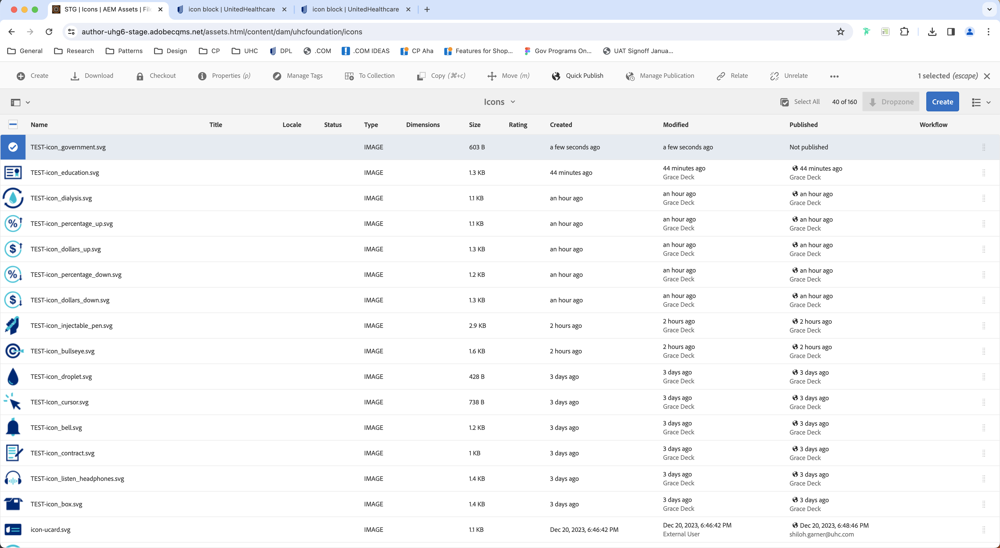 STG | Icons | AEM Assets | File
icon block | UnitedHealthcare
icon block | UnitedHealthcare
author-uhg6-stage.adobecqms.net/assets.html/content/dam/uhcfoundation/icons
General Research Patterns Design CP UHC DPL .COM .COM IDEAS CP Aha Features for Shop... Gov Programs On... UAT Signoff Janua...
Create Download Checkout Properties (p) Manage Tags To Collection Copy (⌘+c) Move (m) Quick Publish Manage Publication Relate Unrelate 1 selected (escape)
Icons Select All 40 of 160 Dropzone Create
Name Title Locale Status Type Dimensions Size Rating Created Modified Published Workflow
TEST-icon_government.svg IMAGE 603 B a few seconds ago a few seconds ago Not published
TEST-icon_education.svg IMAGE 1.3 KB 44 minutes ago 44 minutes ago 44 minutes ago
Grace Deck Grace Deck
TEST-icon_dialysis.svg IMAGE 1.1 KB an hour ago an hour ago an hour ago
Grace Deck Grace Deck
TEST-icon_percentage_up.svg IMAGE 1.1 KB an hour ago an hour ago an hour ago
Grace Deck Grace Deck
TEST-icon_dollars_up.svg IMAGE 1.3 KB an hour ago an hour ago an hour ago
Grace Deck Grace Deck
TEST-icon_percentage_down.svg IMAGE 1.2 KB an hour ago an hour ago an hour ago
Grace Deck Grace Deck
TEST-icon_dollars_down.svg IMAGE 1.3 KB an hour ago an hour ago an hour ago
Grace Deck Grace Deck
TEST-icon_injectable_pen.svg IMAGE 2.9 KB 2 hours ago 2 hours ago 2 hours ago
Grace Deck Grace Deck
TEST-icon_bullseye.svg IMAGE 1.6 KB 2 hours ago 2 hours ago 2 hours ago
Grace Deck Grace Deck
TEST-icon_droplet.svg IMAGE 428 B 3 days ago 3 days ago 3 days ago
Grace Deck Grace Deck
TEST-Icon_cursor.svg IMAGE 738 B 3 days ago 3 days ago 3 days ago
Grace Deck Grace Deck
TEST-icon_bell.svg IMAGE 1.2 KB 3 days ago 3 days ago 3 days ago
Grace Deck Grace Deck
TEST-icon_contract.svg IMAGE 1 KB 3 days ago 3 days ago 3 days ago
Grace Deck Grace Deck
TEST-icon_listen_headphones.svg IMAGE 1.4 KB 3 days ago 3 days ago 3 days ago
Grace Deck Grace Deck
TEST-icon_box.svg IMAGE 1.4 KB 3 days ago 3 days ago 3 days ago
Grace Deck Grace Deck
icon-ucard.svg IMAGE 1.1 KB Dec 20, 2023, 6:46:42 PM Dec 20, 2023, 6:46:42 PM Dec 20, 2023, 6:48:46 PM
External User shiloh.garner@uhc.com